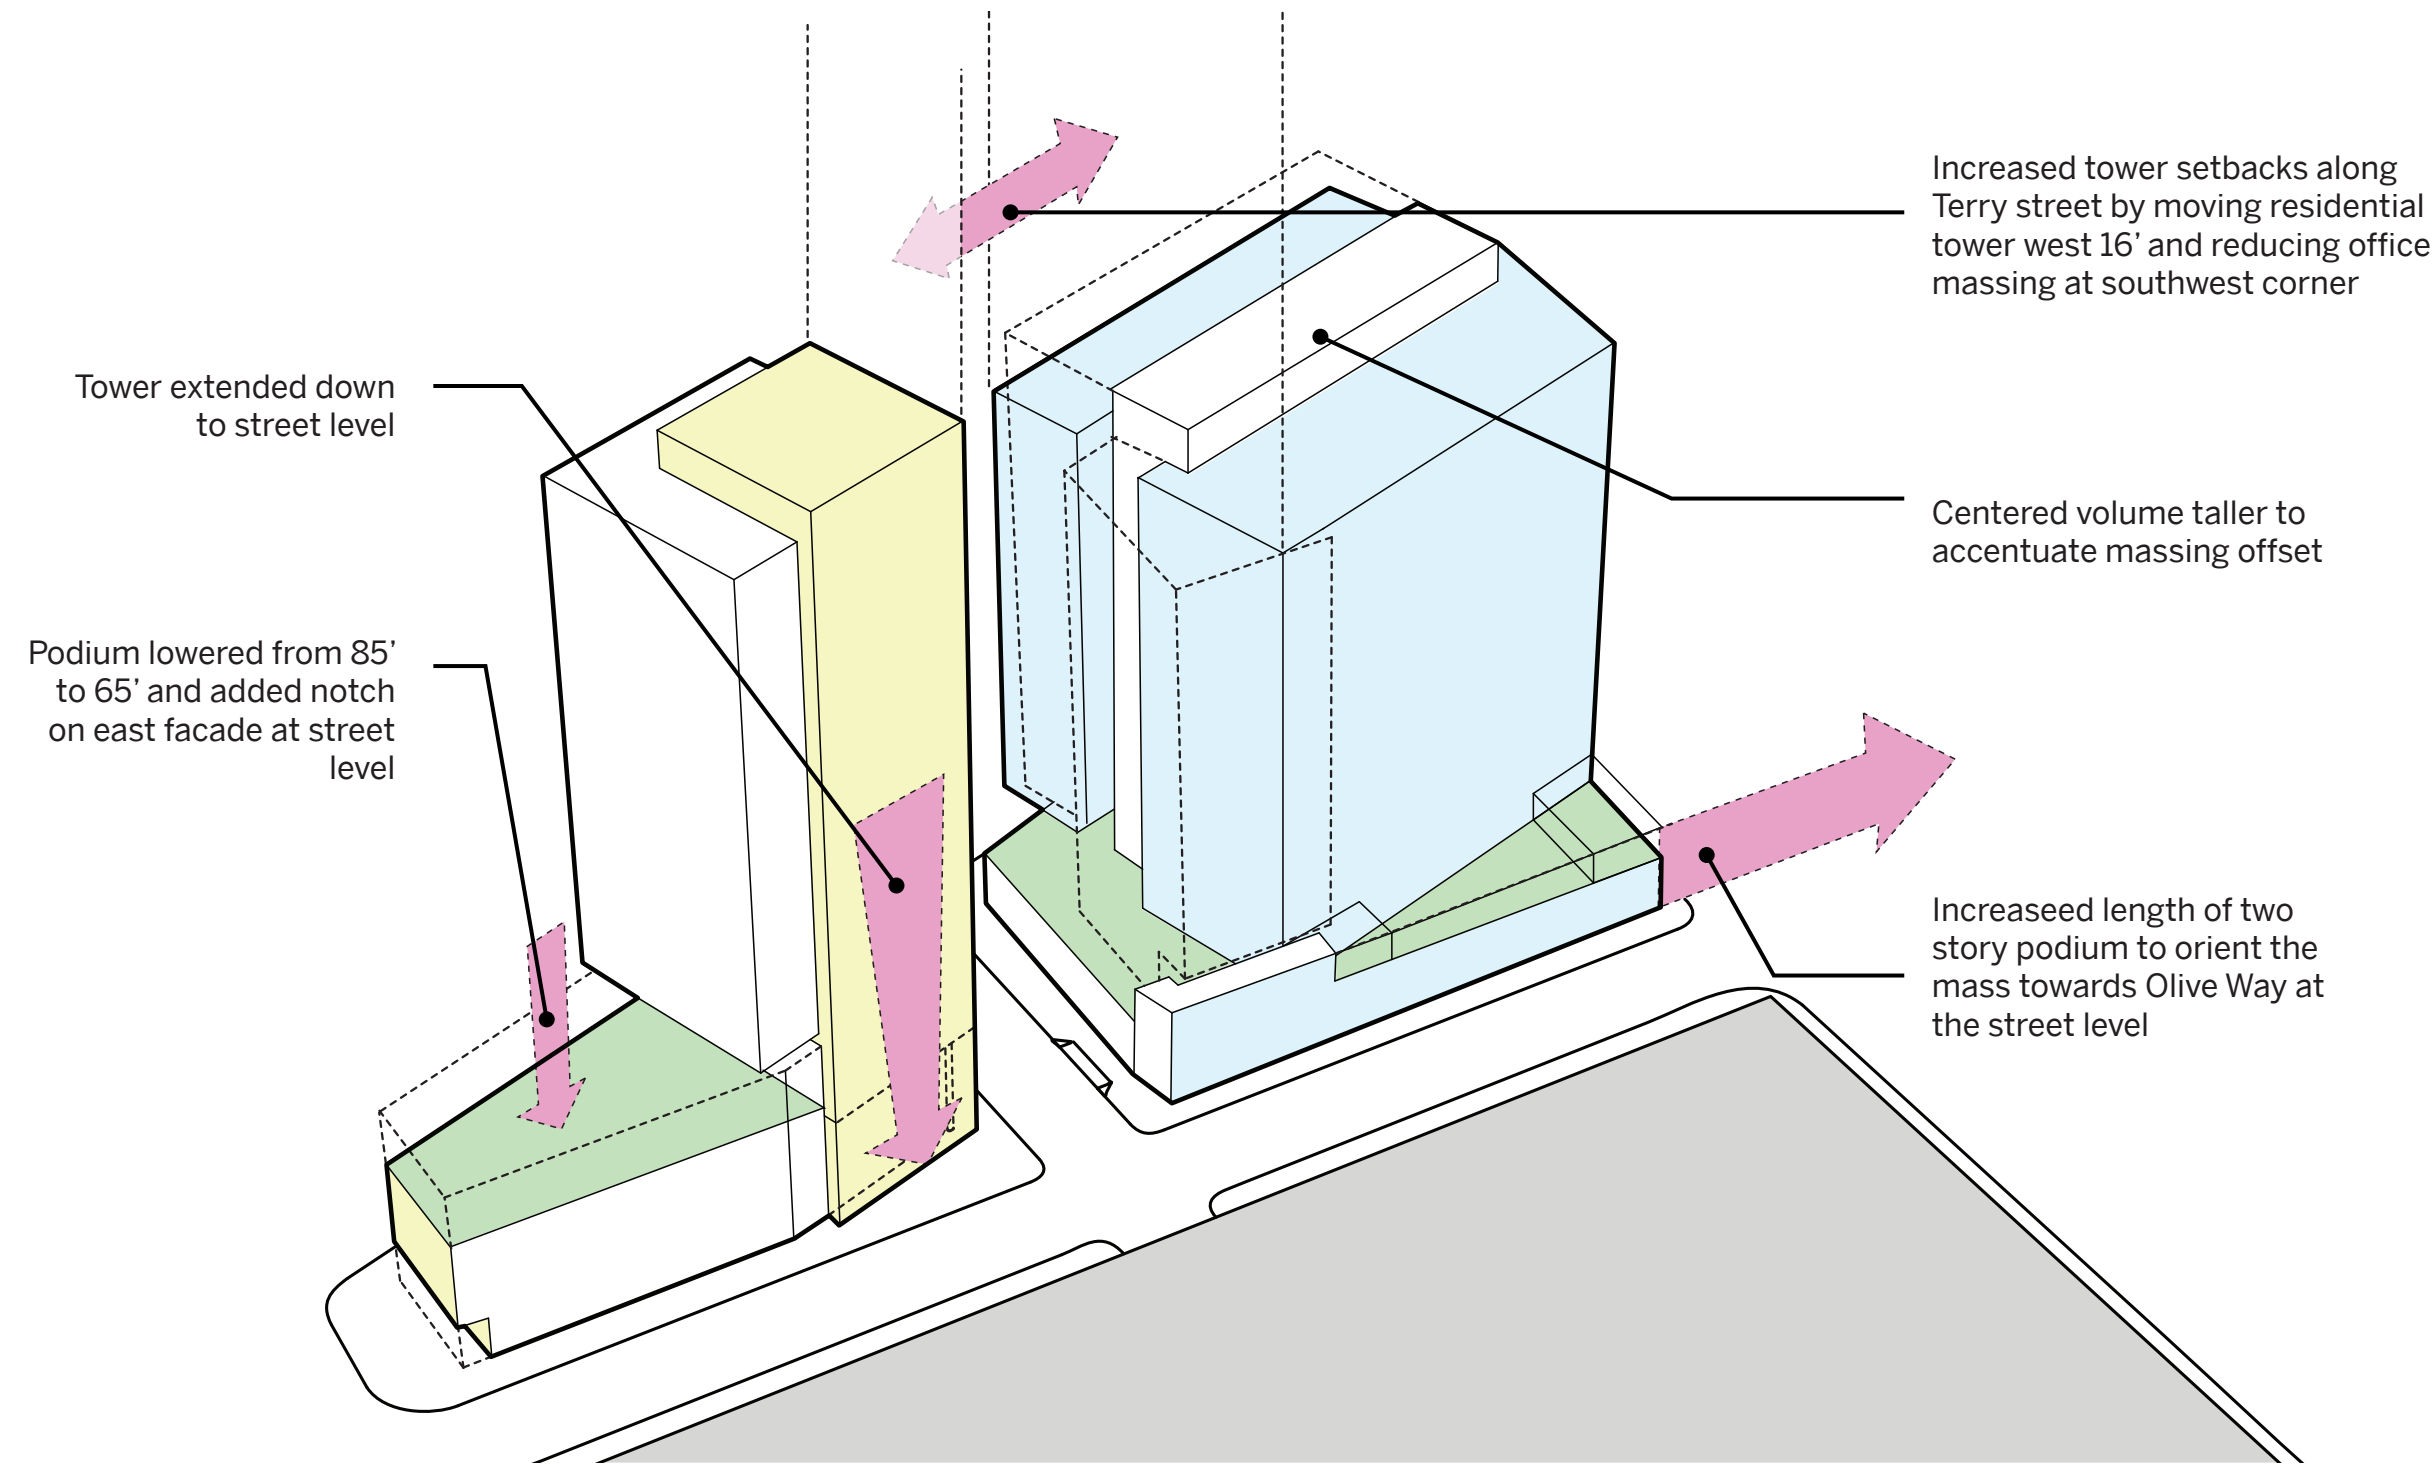 Increased tower setbacks along
Terry street by moving residential
tower west 16’ and reducing office
massing at southwest corner
Tower extended down
to street level
Centered volume taller to
accentuate massing offset
Podium lowered from 85’
to 65’ and added notch
on east facade at street
level
Increaseed length of two
story podium to orient the
mass towards Olive Way at
the street level